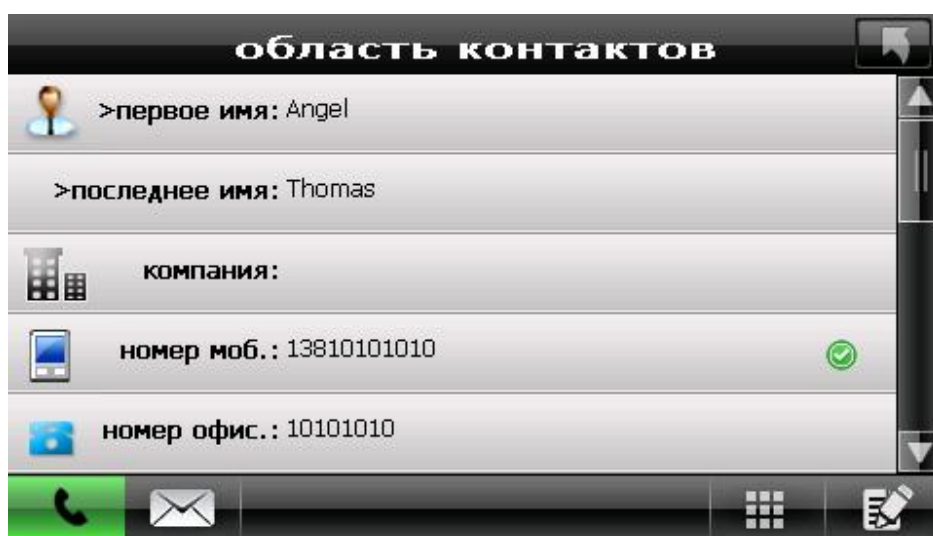 область контактов
>первое имя: Angel
>последнее имя: Thomas
компания:
номер моб.: 13810101010
номер офис.: 10101010